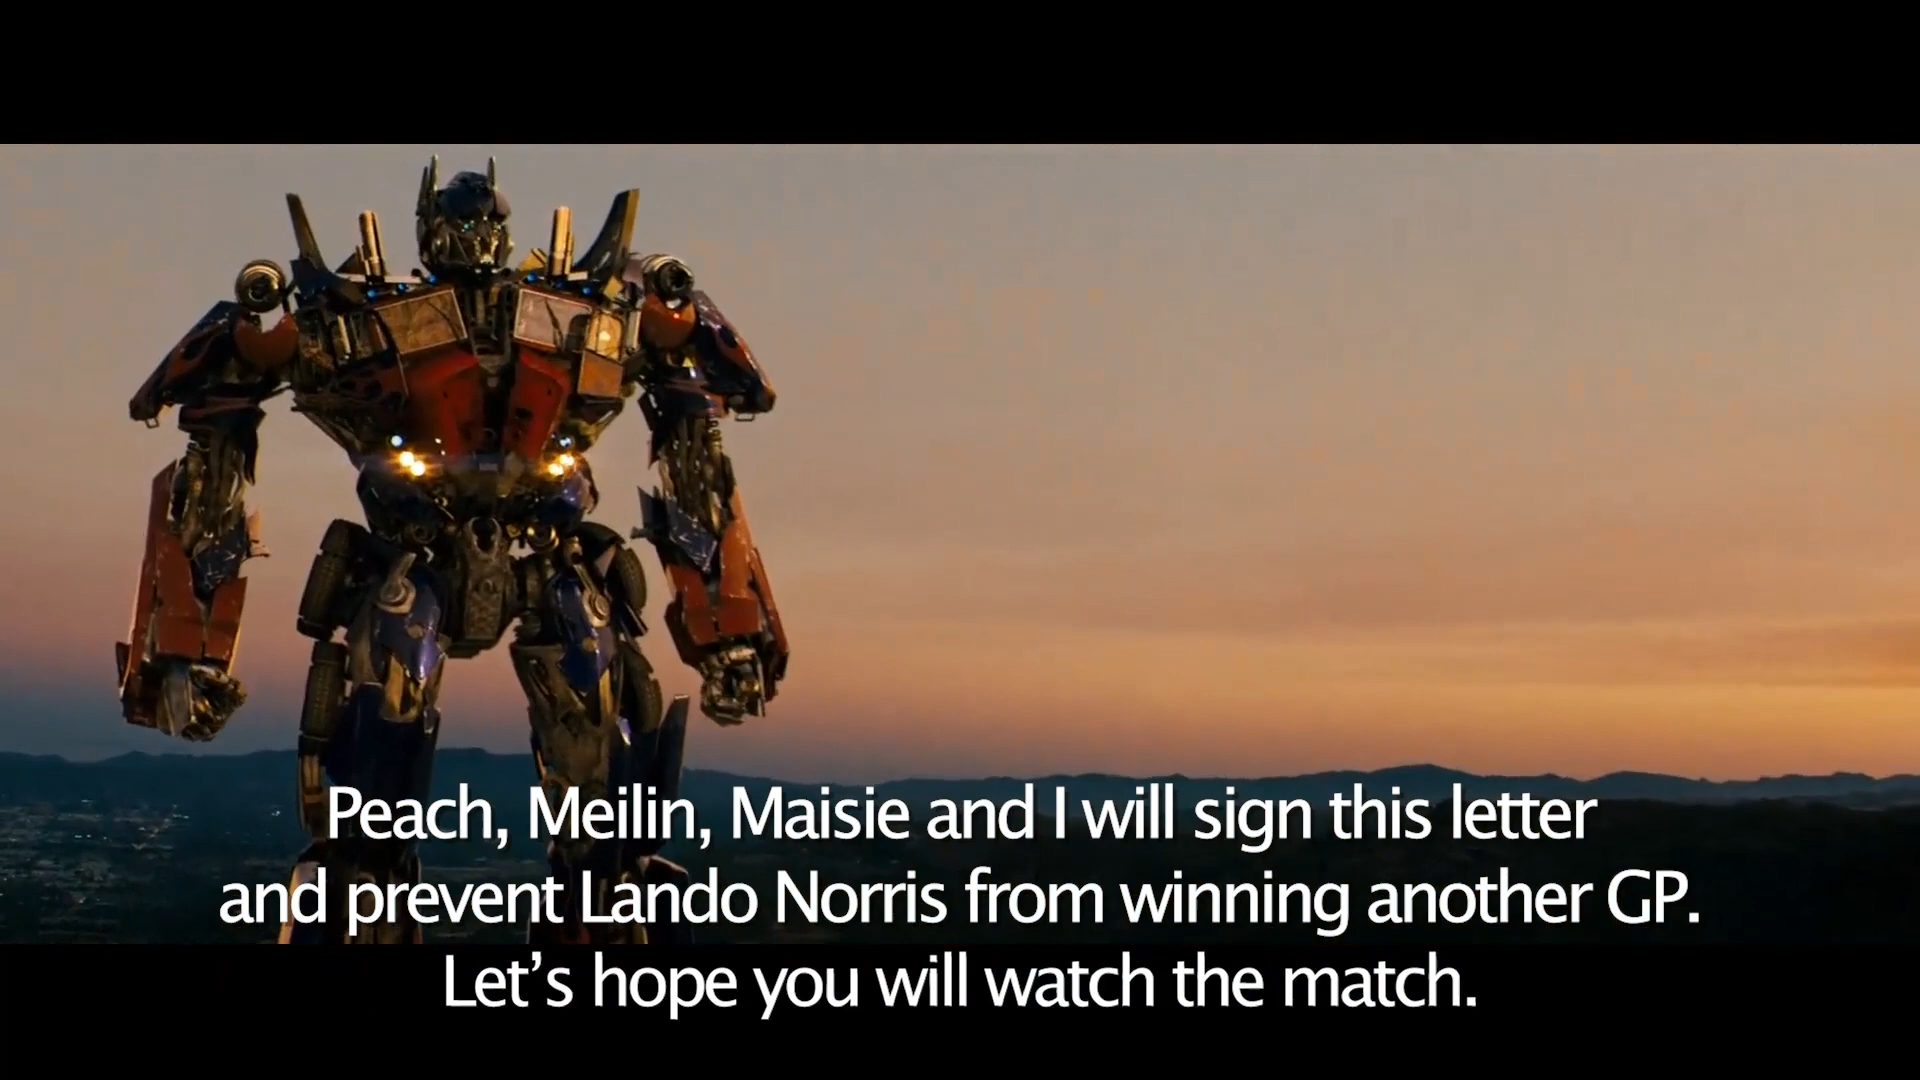 Peach, Meilin, Maisie and I will sign this letter
and prevent Lando Norris from winning another GP.
Let’s hope you will watch the match.